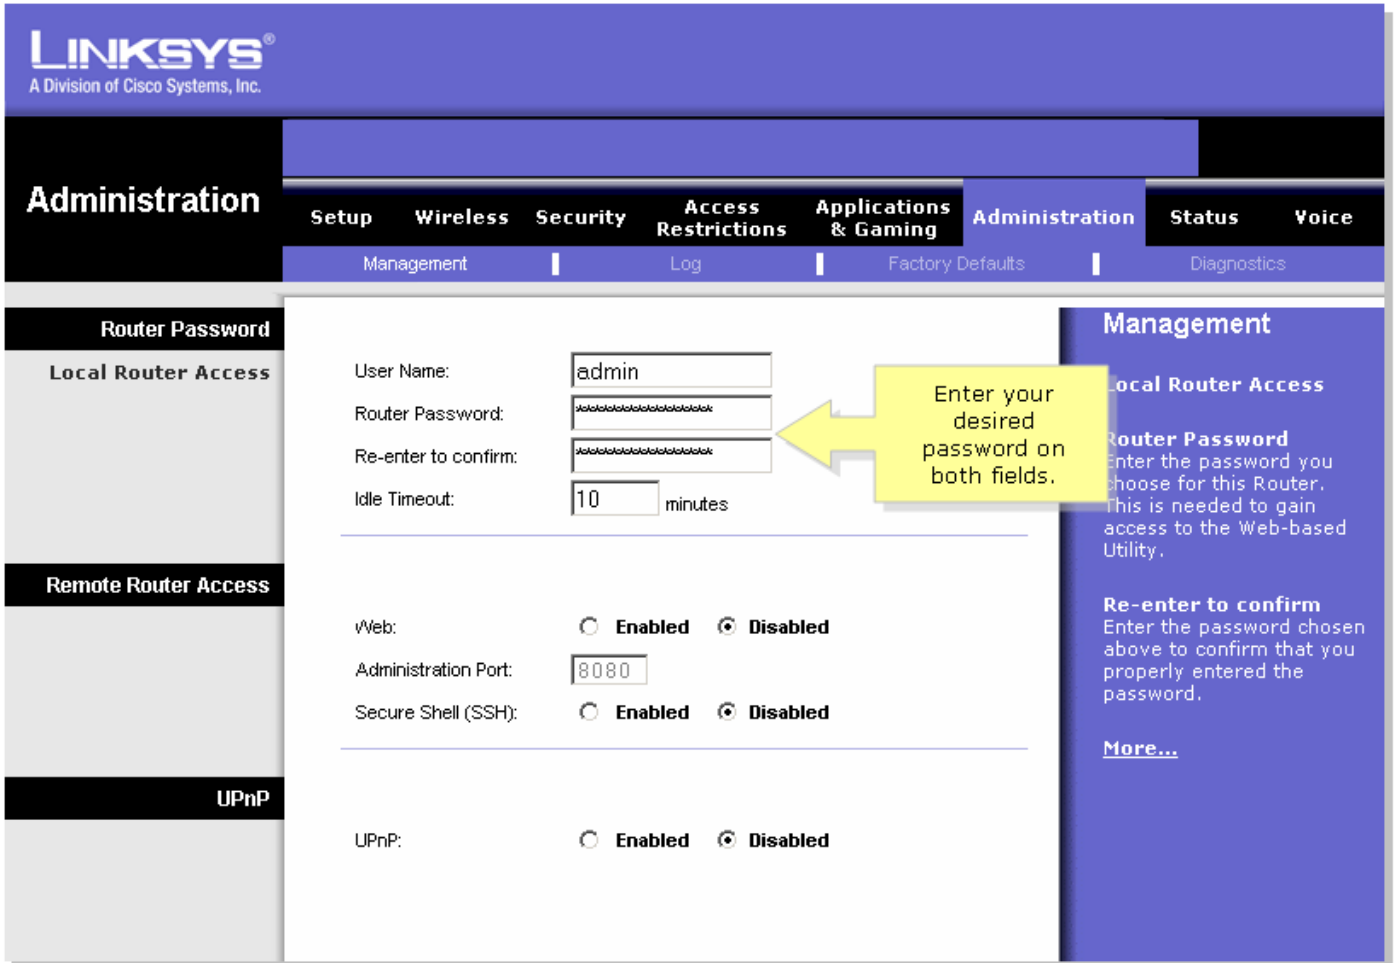 LINKSYS®
A Division of Cisco Systems, Inc.
Administration
Setup
Wireless
Security
Access
Restrictions
Applications
& Gaming
Administration
Status
Voice
Management
Log
Factory Defaults
Diagnostics
Router Password
Local Router Access
User Name:
admin
Router Password:
*******************
Re-enter to confirm:
*******************
Idle Timeout:
10
minutes
Enter your
desired
password on
both fields.
Remote Router Access
Web:
Enabled
Disabled
Administration Port:
8080
Secure Shell (SSH):
Enabled
Disabled
UPnP
UPnP:
Enabled
Disabled
Management
Local Router Access
Router Password
Enter the password you
choose for this Router.
This is needed to gain
access to the Web-based
Utility.
Re-enter to confirm
Enter the password chosen
above to confirm that you
properly entered the
password.
More...